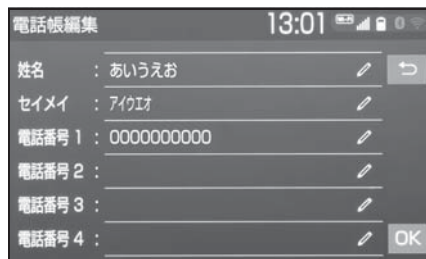 電話帳編集 13:01
姓名 : あいうえお
セイメイ : ｱｲｳｴｵ
電話番号1 : 0000000000
電話番号2 :
電話番号3 :
電話番号4 : OK